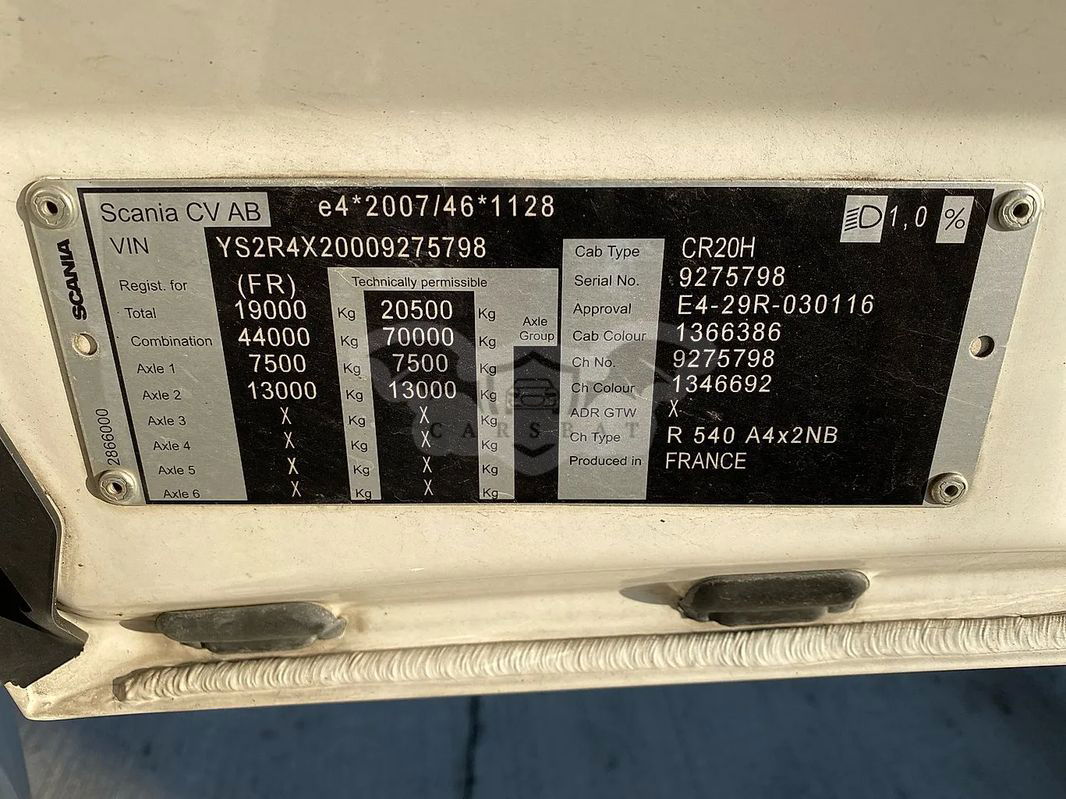 Scania CV AB e4*2007/46*1128 1,0 %
VIN YS2R4X20009275798
SCANIA
2866000
Technically permissible
Regist. for (FR)
Total 19000 Kg 20500 Kg
Combination 44000 Kg 70000 Kg
Axle 1 7500 Kg 7500 Kg
Axle 2 13000 Kg 13000 Kg
Axle 3 X Kg X Kg
Axle 4 X Kg X Kg
Axle 5 X Kg X Kg
Axle 6 X Kg X Kg
Axle
Group
Cab Type CR20H
Serial No. 9275798
Approval E4-29R-030116
Cab Colour 1366386
Ch No. 9275798
Ch Colour 1346692
ADR GTW X
Ch Type R 540 A4x2NB
Produced in FRANCE
CARSBAT